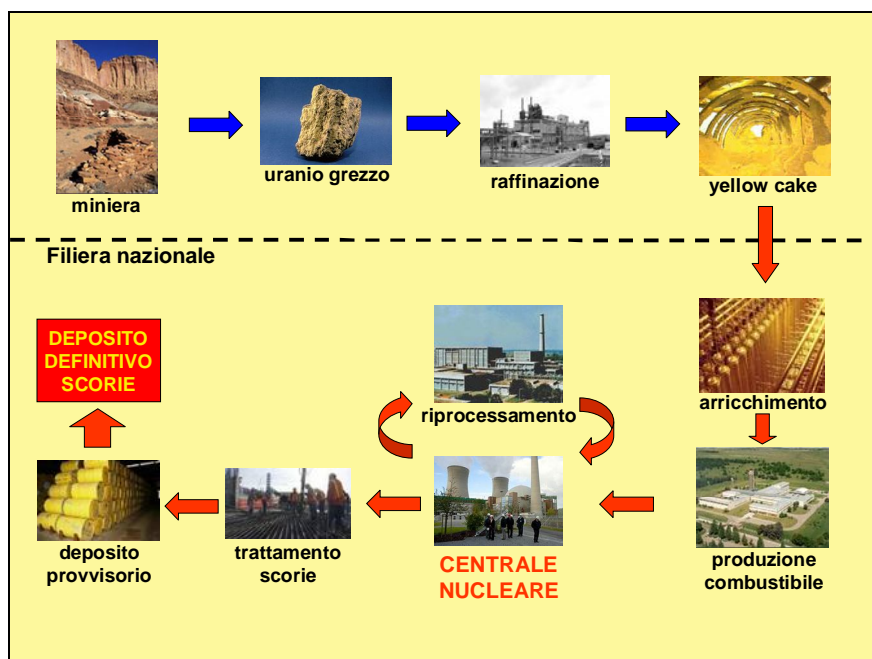 miniera
uranio grezzo
raffinazione
yellow cake
Filiera nazionale
DEPOSITO
DEFINITIVO
SCORIE
riprocessamento
arricchimento
deposito
provvisorio
trattamento
scorie
CENTRALE
NUCLEARE
produzione
combustibile